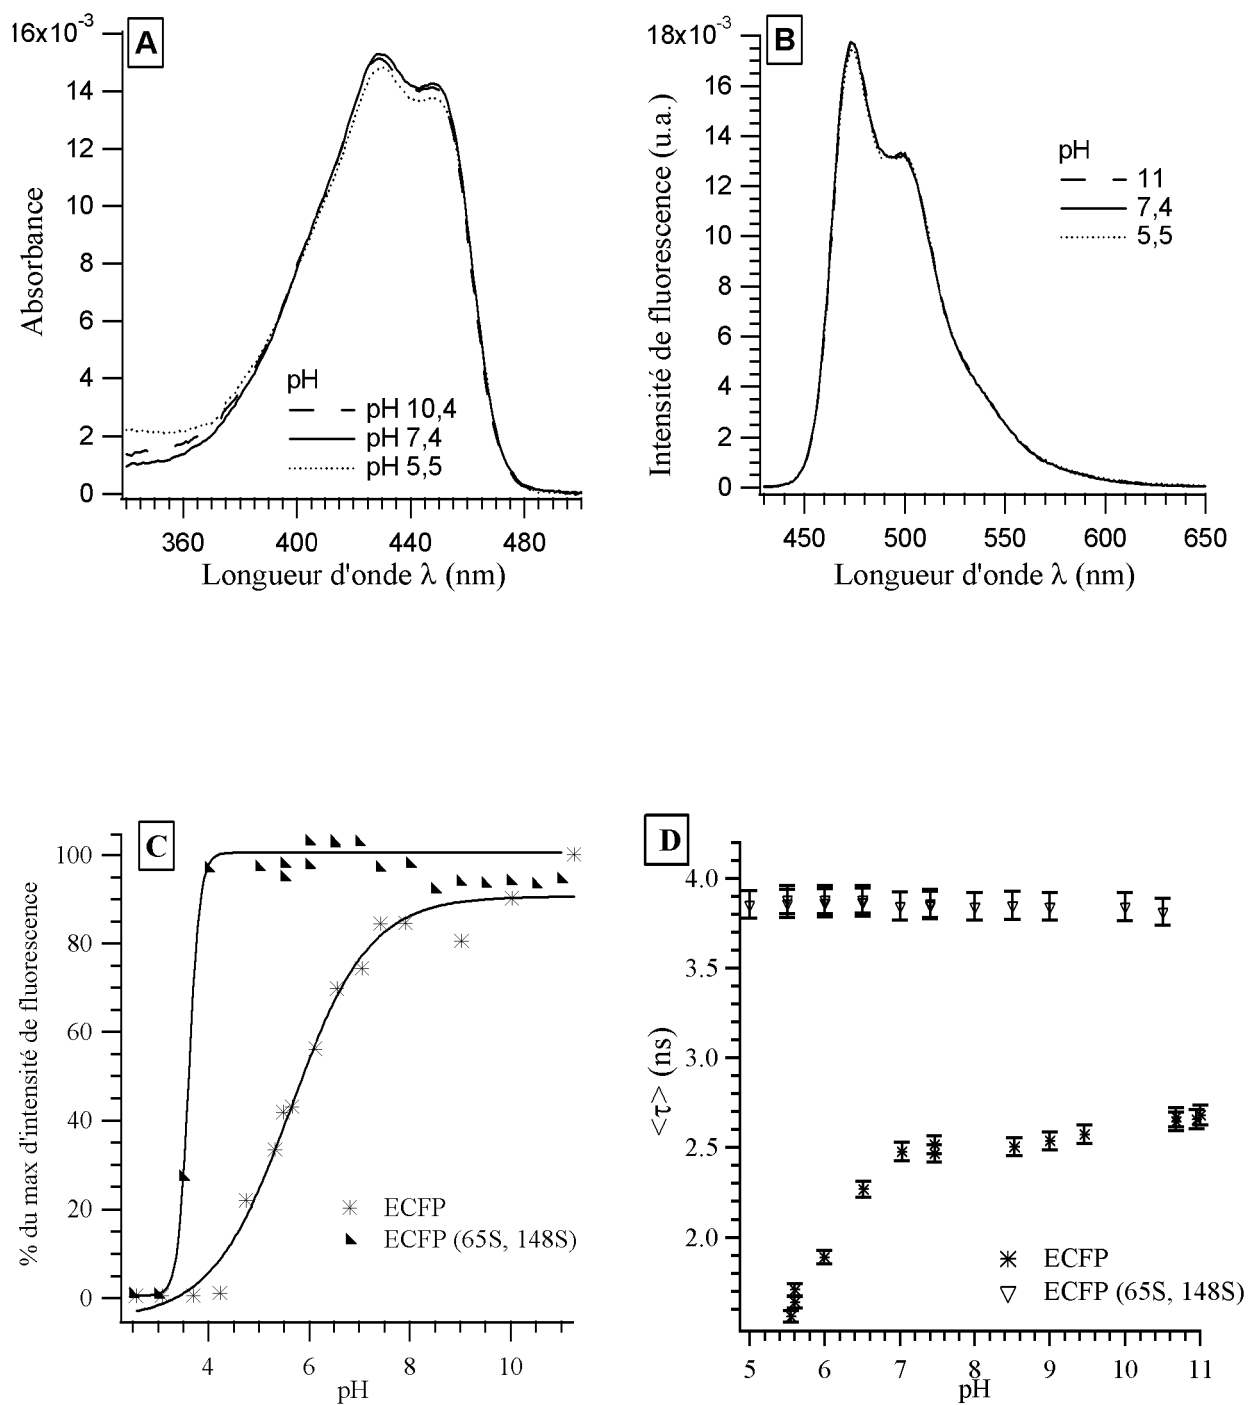 A
16x10⁻³
14
12
10
8
6
4
2
0
Absorbance
pH
pH 10,4
pH 7,4
pH 5,5
360 400 440 480
Longueur d'onde λ (nm)
B
18x10⁻³
16
14
12
10
8
6
4
2
0
Intensité de fluorescence (u.a.)
pH
11
7,4
5,5
450 500 550 600 650
Longueur d'onde λ (nm)
C
100
80
60
40
20
0
% du max d'intensité de fluorescence
ECFP
ECFP (65S, 148S)
4 6 8 10
pH
D
4.0
3.5
3.0
2.5
2.0
<τ> (ns)
ECFP
ECFP (65S, 148S)
5 6 7 8 9 10 11
pH